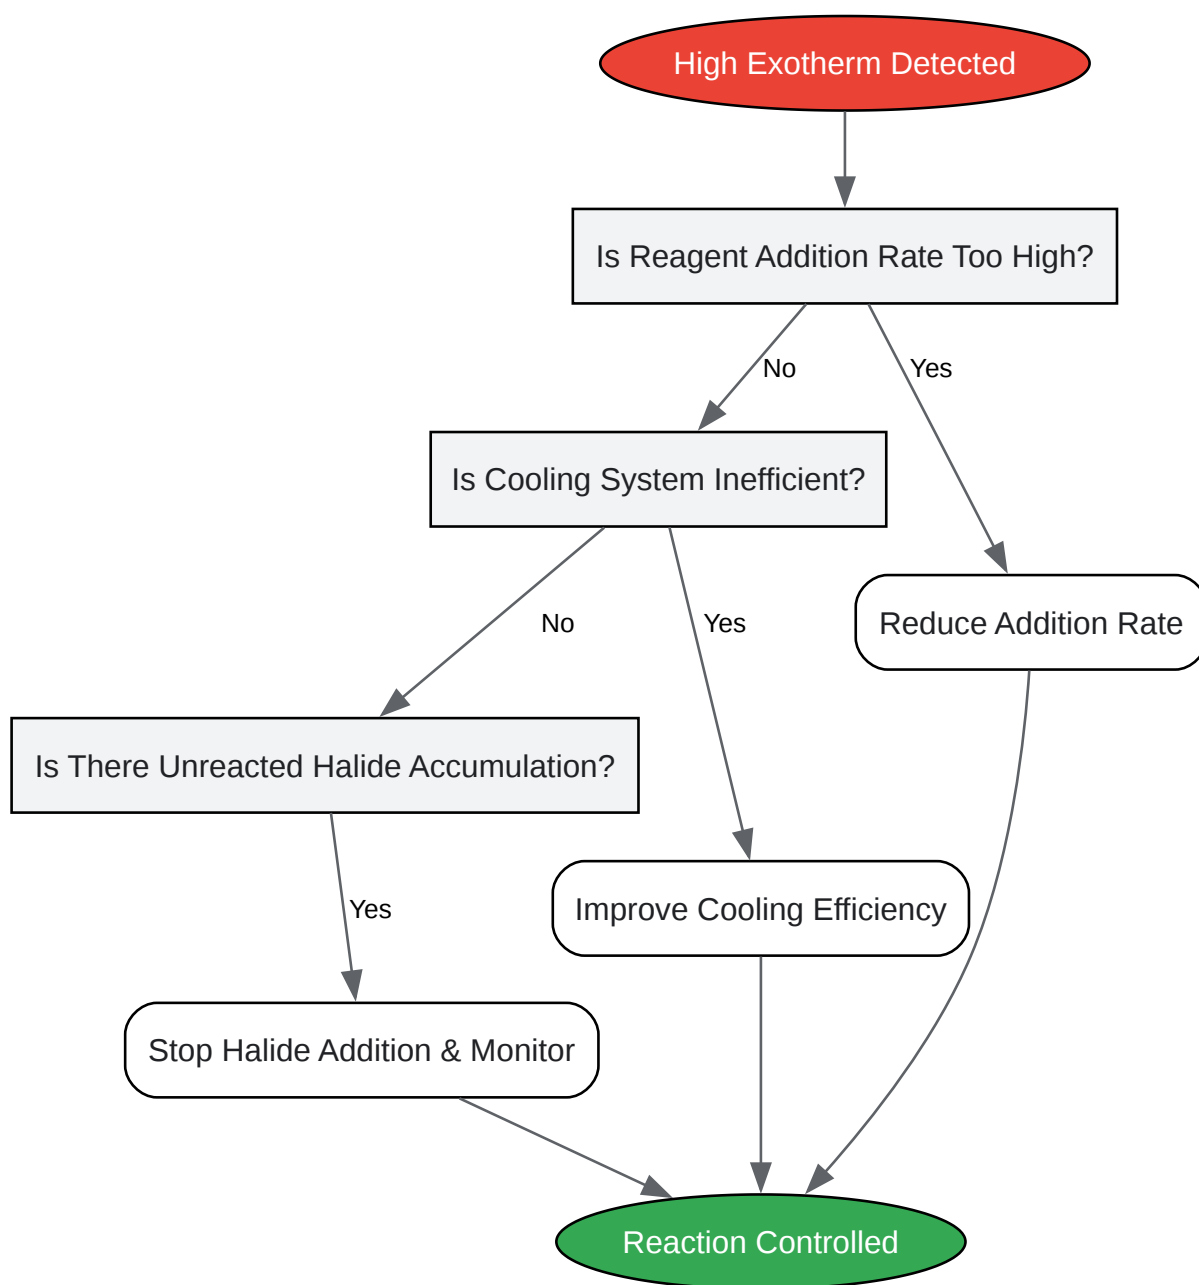 High Exotherm Detected
Is Reagent Addition Rate Too High?
No
Yes
Is Cooling System Inefficient?
No
Yes
Reduce Addition Rate
Is There Unreacted Halide Accumulation?
Yes
Improve Cooling Efficiency
Stop Halide Addition & Monitor
Reaction Controlled